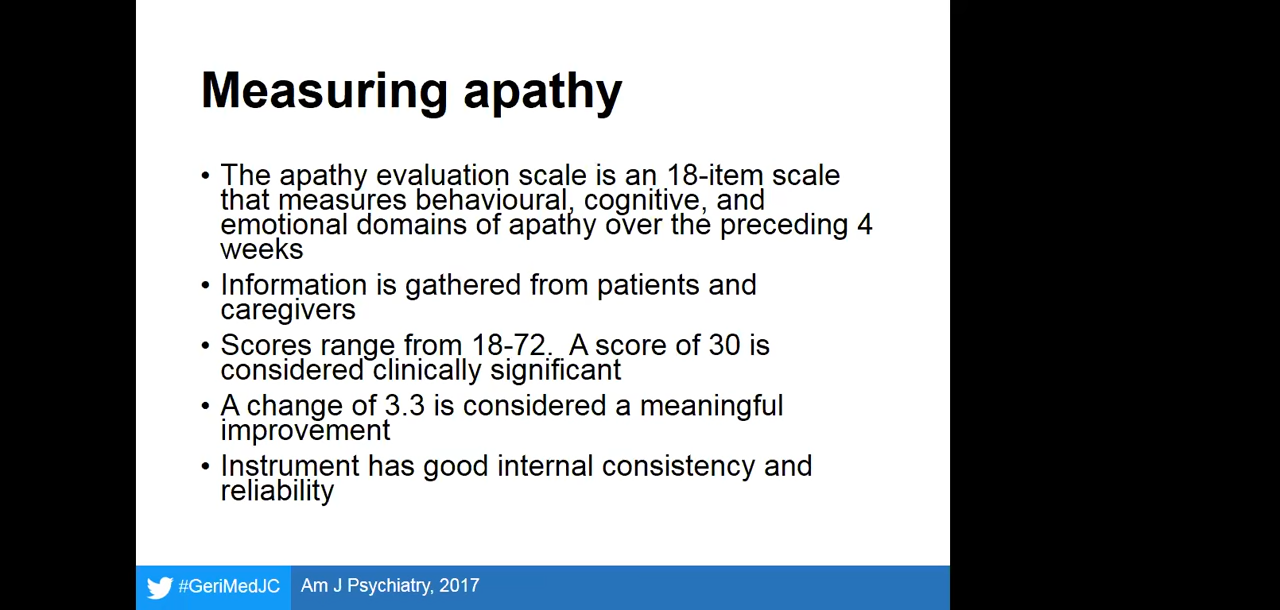 Measuring apathy
• The apathy evaluation scale is an 18-item scale
that measures behavioural, cognitive, and
emotional domains of apathy over the preceding 4
weeks
• Information is gathered from patients and
caregivers
• Scores range from 18-72.  A score of 30 is
considered clinically significant
• A change of 3.3 is considered a meaningful
improvement
• Instrument has good internal consistency and
reliability
#GeriMedJC
Am J Psychiatry, 2017